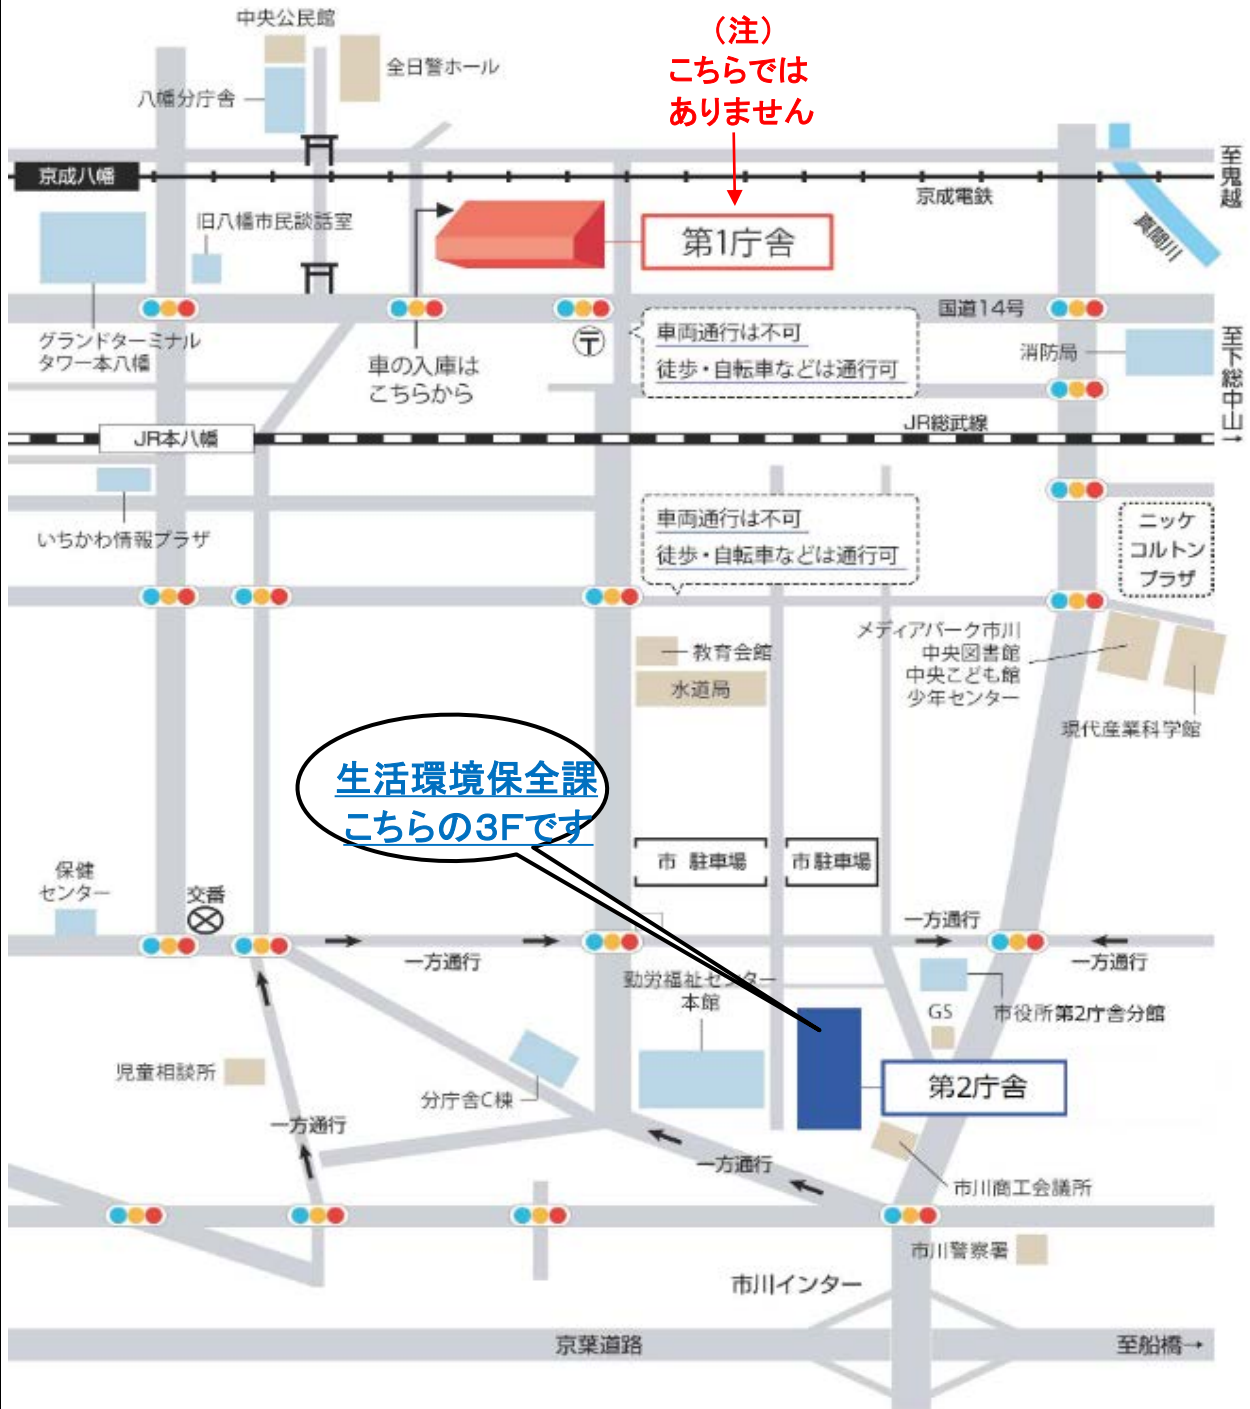 中央公民館
全日警ホール
八幡分庁舎
(注)
こちらでは
ありません
京成八幡
京成電鉄
至鬼越
真間川
旧八幡市民談話室
第1庁舎
グランドターミナル
タワー本八幡
車の入庫は
こちらから
〒
車両通行は不可
徒歩・自転車などは通行可
国道14号
消防局
至下総中山→
JR本八幡
JR総武線
いちかわ情報プラザ
車両通行は不可
徒歩・自転車などは通行可
ニッケ
コルトン
プラザ
教育会館
水道局
メディアパーク市川
中央図書館
中央こども館
少年センター
現代産業科学館
生活環境保全課
こちらの3Fです
市 駐車場
市駐車場
保健
センター
交番
一方通行
一方通行
一方通行
勤労福祉センター
本館
GS
市役所第2庁舎分館
児童相談所
分庁舎C棟
第2庁舎
一方通行
一方通行
市川商工会議所
市川警察署
市川インター
京葉道路
至船橋→